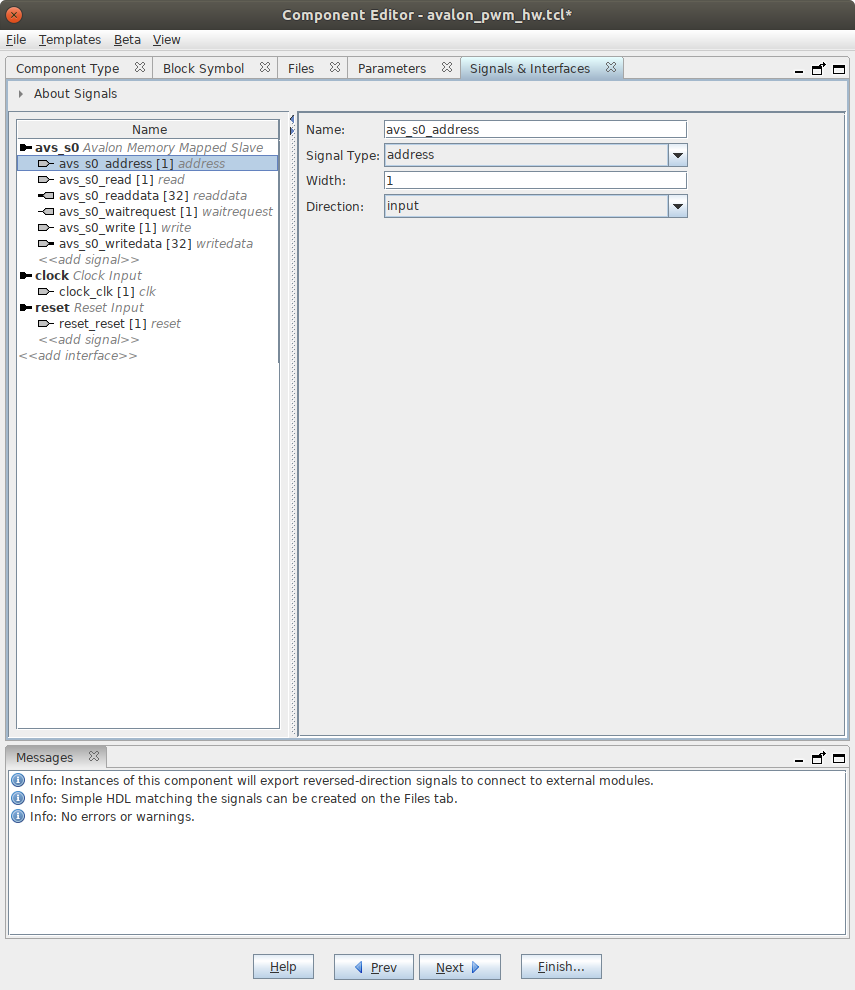 Component Editor - avalon_pwm_hw.tcl*
File Templates Beta View
Component Type Block Symbol Files Parameters Signals & Interfaces
About Signals
Name
avs_s0 Avalon Memory Mapped Slave
avs_s0_address [1] address
avs_s0_read [1] read
avs_s0_readdata [32] readdata
avs_s0_waitrequest [1] waitrequest
avs_s0_write [1] write
avs_s0_writedata [32] writedata
<<add signal>>
clock Clock Input
clock_clk [1] clk
reset Reset Input
reset_reset [1] reset
<<add signal>>
<<add interface>>
Name: avs_s0_address
Signal Type: address
Width: 1
Direction: input
Messages
Info: Instances of this component will export reversed-direction signals to connect to external modules.
Info: Simple HDL matching the signals can be created on the Files tab.
Info: No errors or warnings.
Help Prev Next Finish...